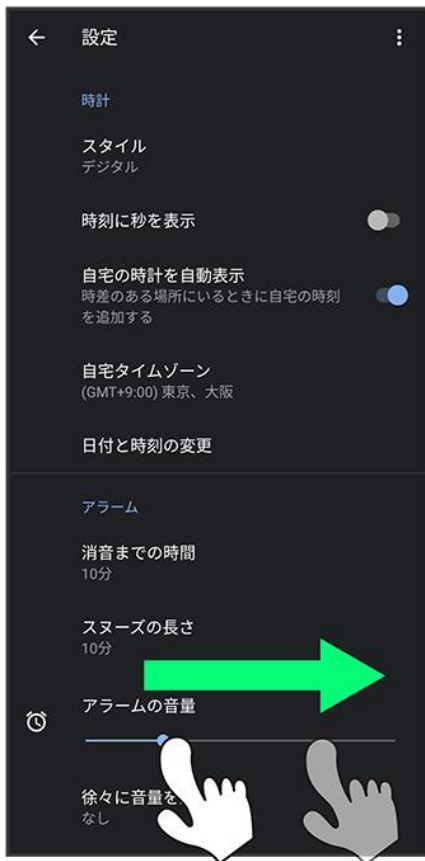 設定
時計
スタイル
デジタル
時刻に秒を表示
自宅の時計を自動表示
時差のある場所にいるときに自宅の時刻
を追加する
自宅タイムゾーン
(GMT+9:00) 東京、大阪
日付と時刻の変更
アラーム
消音までの時間
10分
スヌーズの長さ
10分
アラームの音量
徐々に音量を
なし